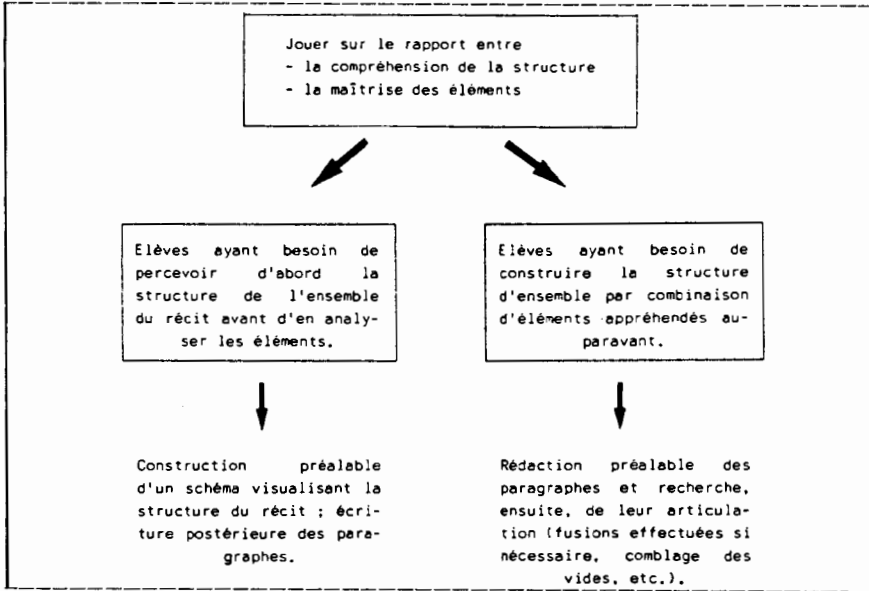 Jouer sur le rapport entre
- la compréhension de la structure
- la maîtrise des éléments
Elèves ayant besoin de
percevoir d'abord la
structure de l'ensemble
du récit avant d'en analy-
ser les éléments.
Elèves ayant besoin de
construire la structure
d'ensemble par combinaison
d'éléments appréhendés au-
paravant.
Construction préalable
d'un schéma visualisant la
structure du récit ; écri-
ture postérieure des para-
graphes.
Rédaction préalable des
paragraphes et recherche,
ensuite, de leur articula-
tion (fusions effectuées si
nécessaire, comblage des
vides, etc.).